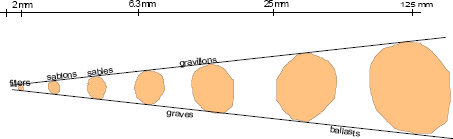 2 mm 6.3 mm 25 mm 125 mm
fillers sablons sables gravillons
graves
ballasts